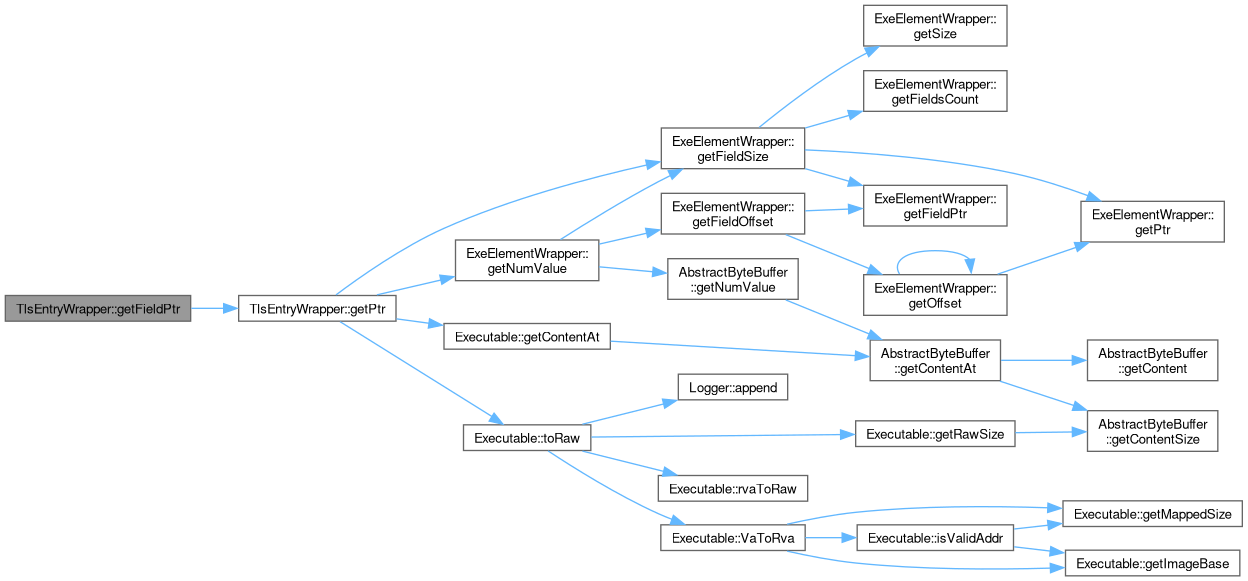 TlsEntryWrapper::getFieldPtr
TlsEntryWrapper::getPtr
ExeElementWrapper::
getFieldSize
ExeElementWrapper::
getNumValue
Executable::getContentAt
Executable::toRaw
ExeElementWrapper::
getSize
ExeElementWrapper::
getFieldsCount
ExeElementWrapper::
getFieldPtr
ExeElementWrapper::
getPtr
ExeElementWrapper::
getFieldOffset
ExeElementWrapper::
getOffset
AbstractByteBuffer
::getNumValue
AbstractByteBuffer
::getContentAt
AbstractByteBuffer
::getContent
AbstractByteBuffer
::getContentSize
Logger::append
Executable::getRawSize
Executable::rvaToRaw
Executable::VaToRva
Executable::isValidAddr
Executable::getMappedSize
Executable::getImageBase